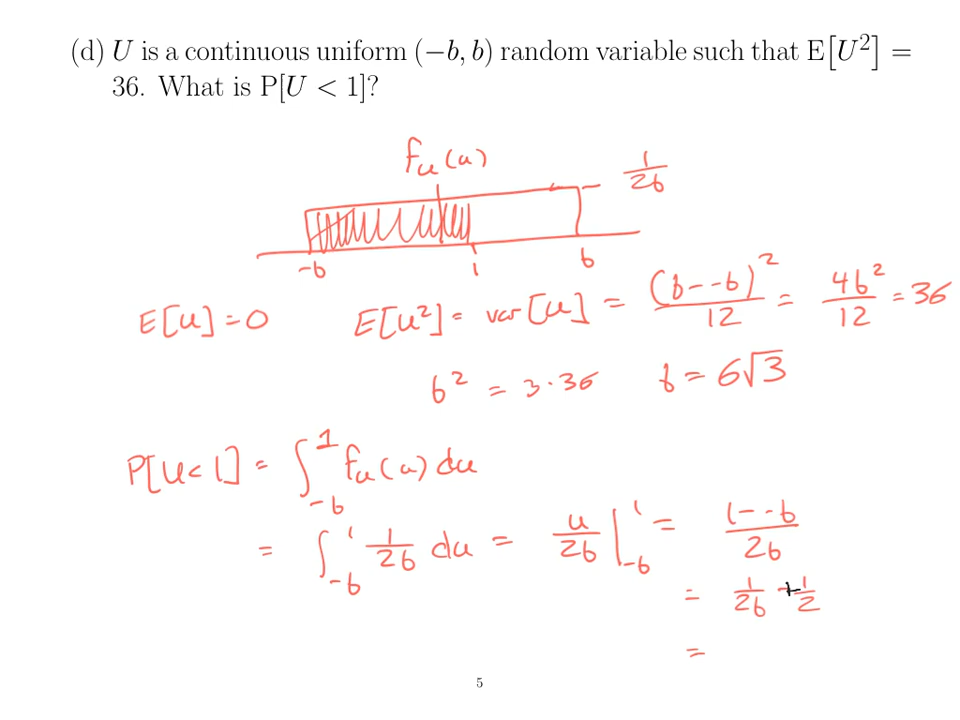 (d) U is a continuous uniform (−b, b) random variable such that E[U²] =
36. What is P[U < 1]?
fᵤ(u)
1/2b
-b 1 b
E[u]=0 E[u²] = var[u] = (b--b)²/12 = 4b²/12 = 36
b² = 3·36 b = 6√3
P[U<1] = ∫_{-b}^{1} fᵤ(u) du
= ∫_{-b}^{1} 1/2b du = u/2b |_{-b}^{1} = 1--b/2b
= 1/2b + 1/2
=
5